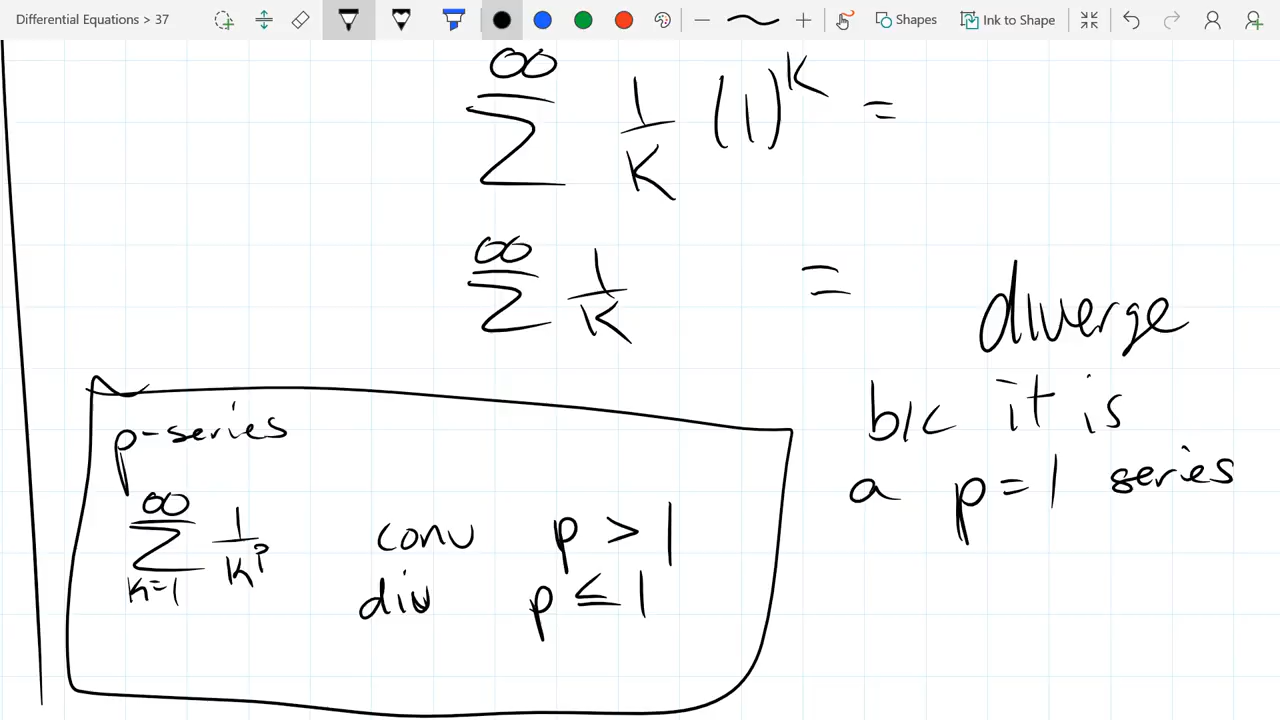 Differential Equations > 37
Shapes
Ink to Shape
∞
Σ 1/K (1)^K =
∞
Σ 1/K = diverge
b/c it is
a p=1 series
p-series
∞
Σ 1/K^p conv p > 1
K=1 div p ≤ 1